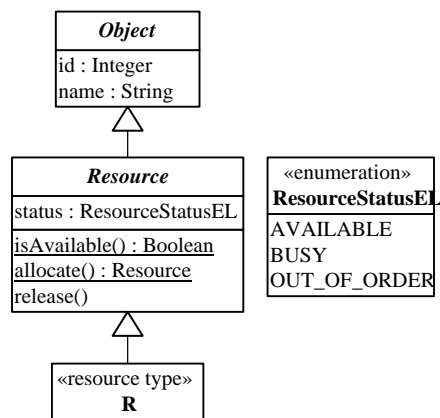 Object
id : Integer
name : String
Resource
status : ResourceStatusEL
isAvailable() : Boolean
allocate() : Resource
release()
«enumeration»
ResourceStatusEL
AVAILABLE
BUSY
OUT_OF_ORDER
«resource type»
R